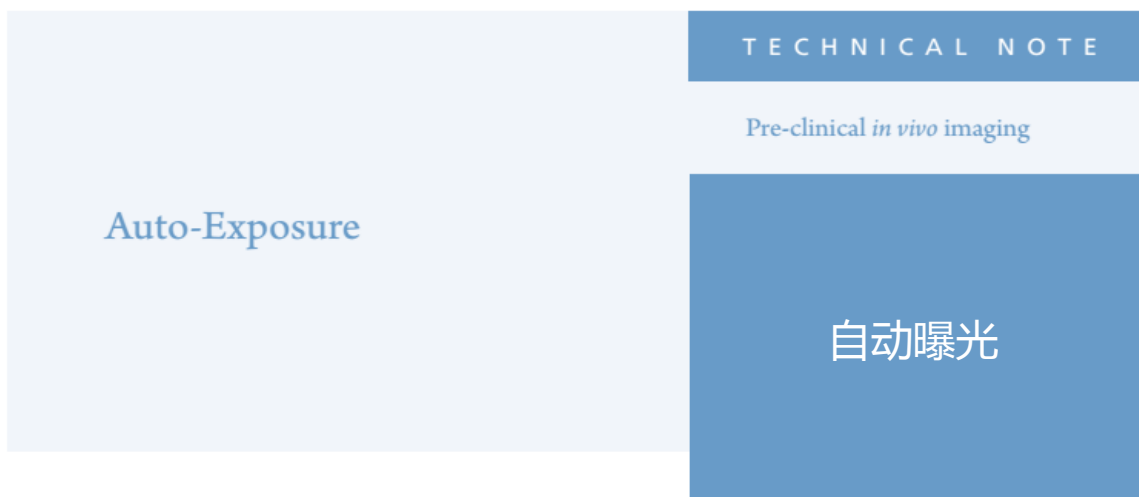 TECHNICAL NOTE
Pre-clinical in vivo imaging
Auto-Exposure
自动曝光